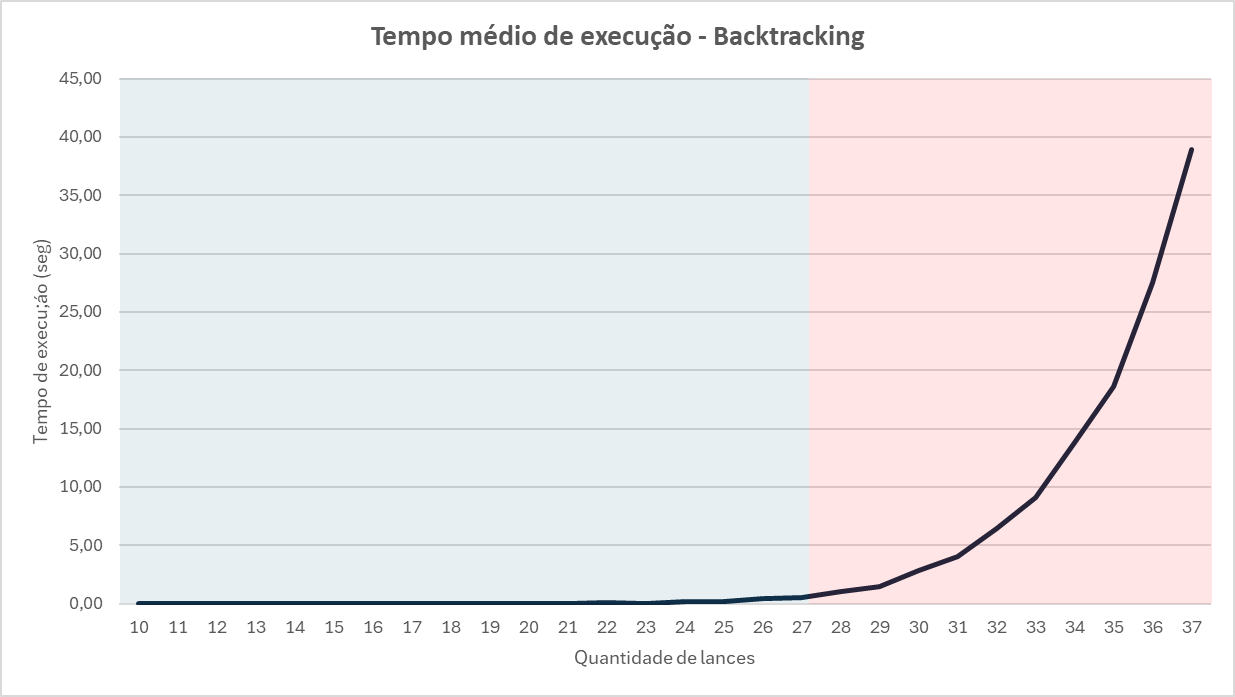 Tempo médio de execução - Backtracking
45,00
40,00
35,00
30,00
25,00
20,00
15,00
10,00
5,00
0,00
Tempo de execu;áo (seg)
10 11 12 13 14 15 16 17 18 19 20 21 22 23 24 25 26 27 28 29 30 31 32 33 34 35 36 37
Quantidade de lances